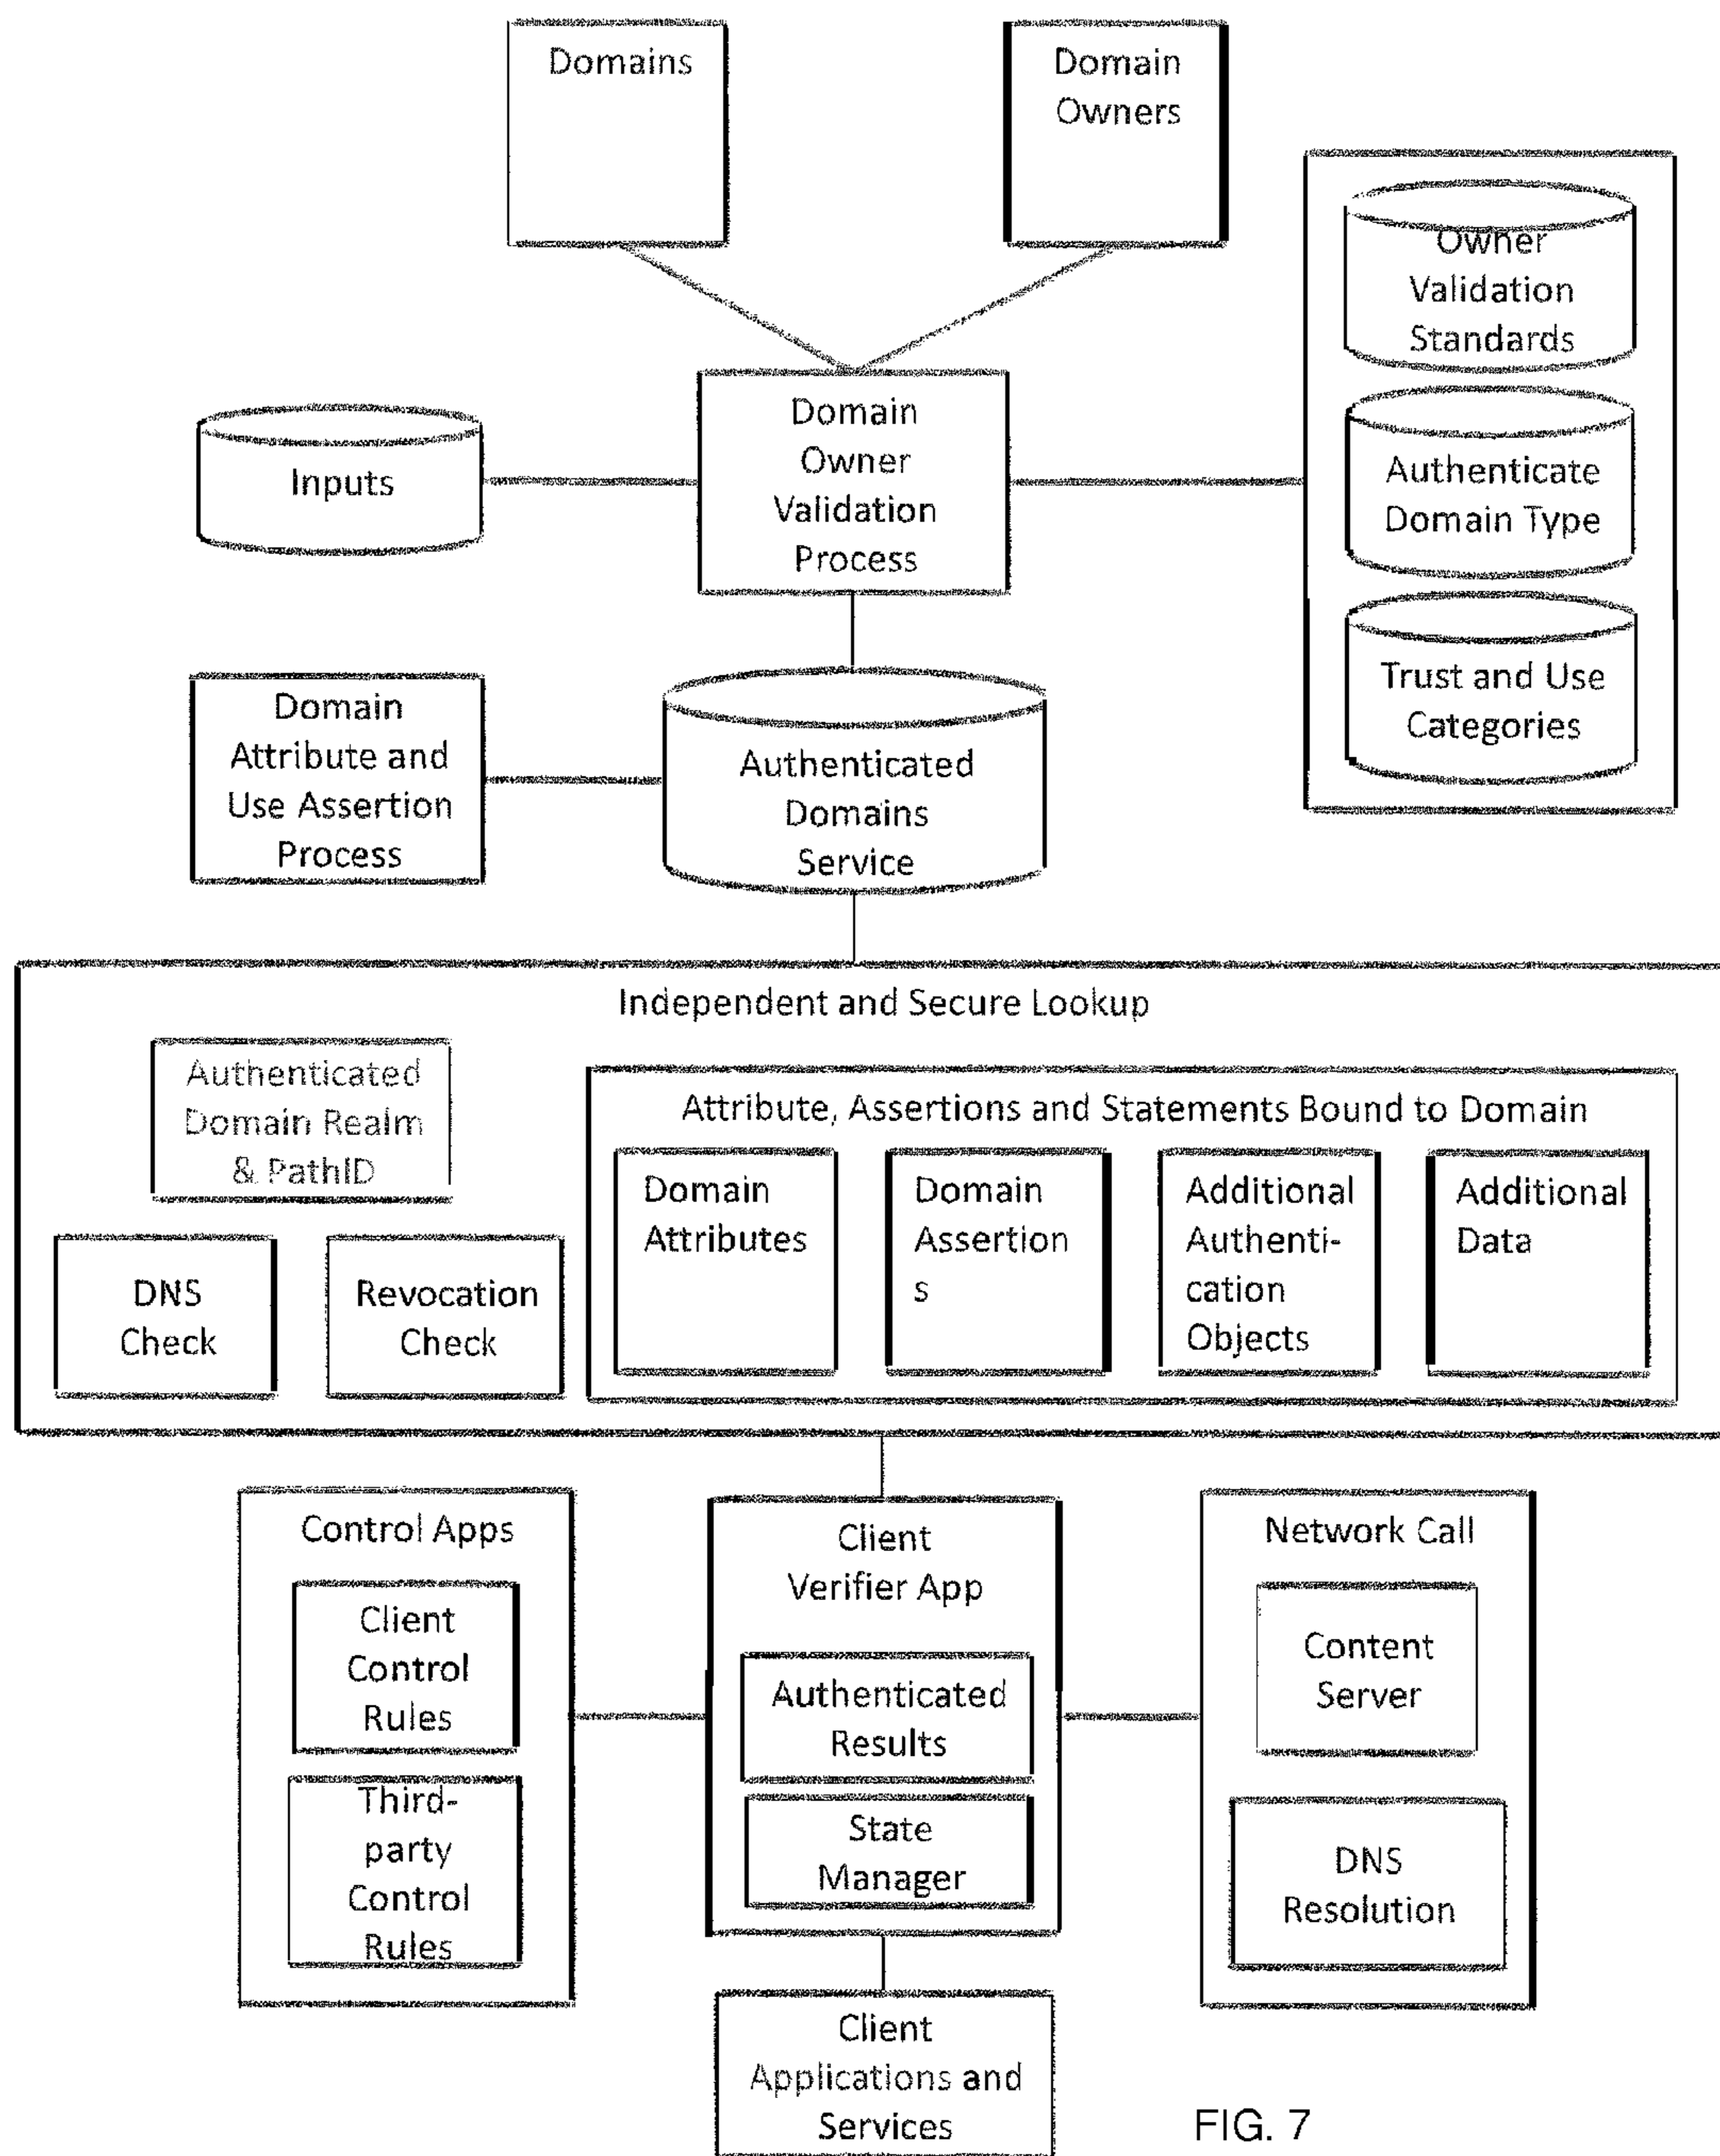 Domains
Domain
Owners
Owner
Validation
Standards
Authenticate
Domain Type
Trust and Use
Categories
Inputs
Domain
Owner
Validation
Process
Domain
Attribute and
Use Assertion
Process
Authenticated
Domains
Service
Independent and Secure Lookup
Authenticated
Domain Realm
& PathID
DNS
Check
Revocation
Check
Attribute, Assertions and Statements Bound to Domain
Domain
Attributes
Domain
Assertion
s
Additional
Authenti-
cation
Objects
Additional
Data
Control Apps
Client
Control
Rules
Third-
party
Control
Rules
Client
Verifier App
Authenticated
Results
State
Manager
Network Call
Content
Server
DNS
Resolution
Client
Applications and
Services
FIG. 7